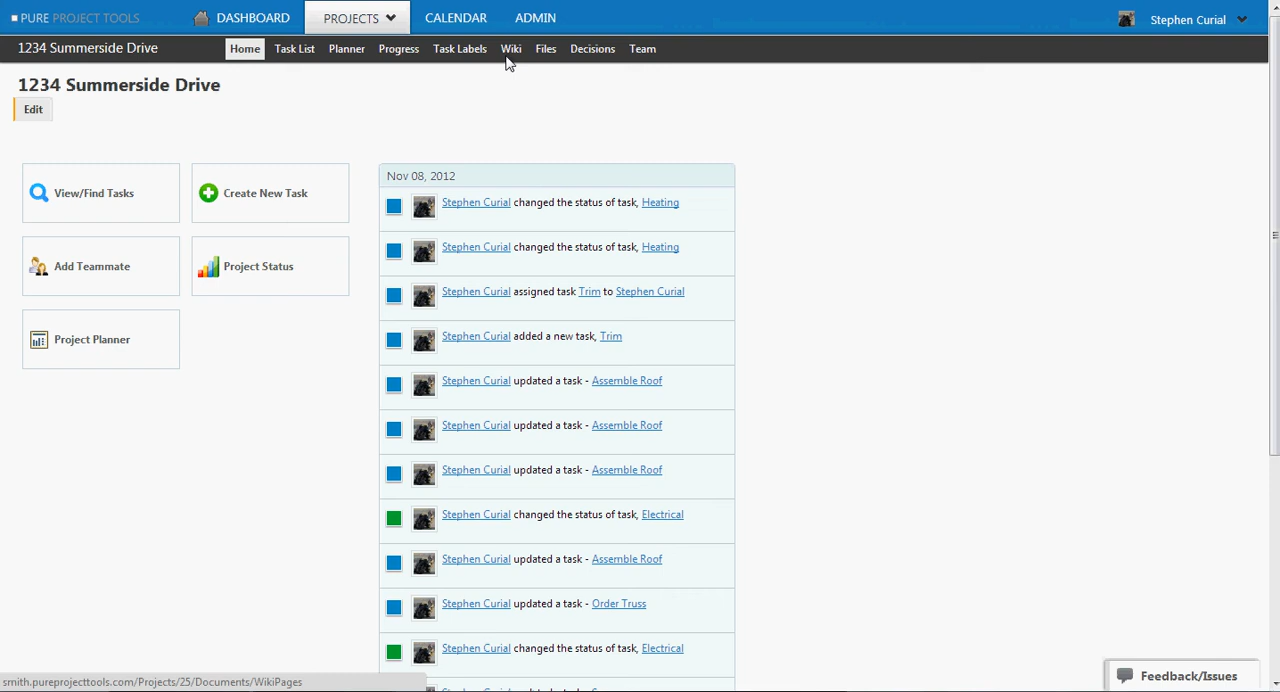 PURE PROJECT TOOLS DASHBOARD PROJECTS CALENDAR ADMIN Stephen Curial
1234 Summerside Drive Home Task List Planner Progress Task Labels Wiki Files Decisions Team
1234 Summerside Drive
Edit
View/Find Tasks
Create New Task
Add Teammate
Project Status
Project Planner
Nov 08, 2012
Stephen Curial changed the status of task, Heating
Stephen Curial changed the status of task, Heating
Stephen Curial assigned task Trim to Stephen Curial
Stephen Curial added a new task, Trim
Stephen Curial updated a task - Assemble Roof
Stephen Curial updated a task - Assemble Roof
Stephen Curial updated a task - Assemble Roof
Stephen Curial changed the status of task, Electrical
Stephen Curial updated a task - Assemble Roof
Stephen Curial updated a task - Order Truss
Stephen Curial changed the status of task, Electrical
smith.pureprojecttools.com/Projects/25/Documents/WikiPages
Feedback/Issues